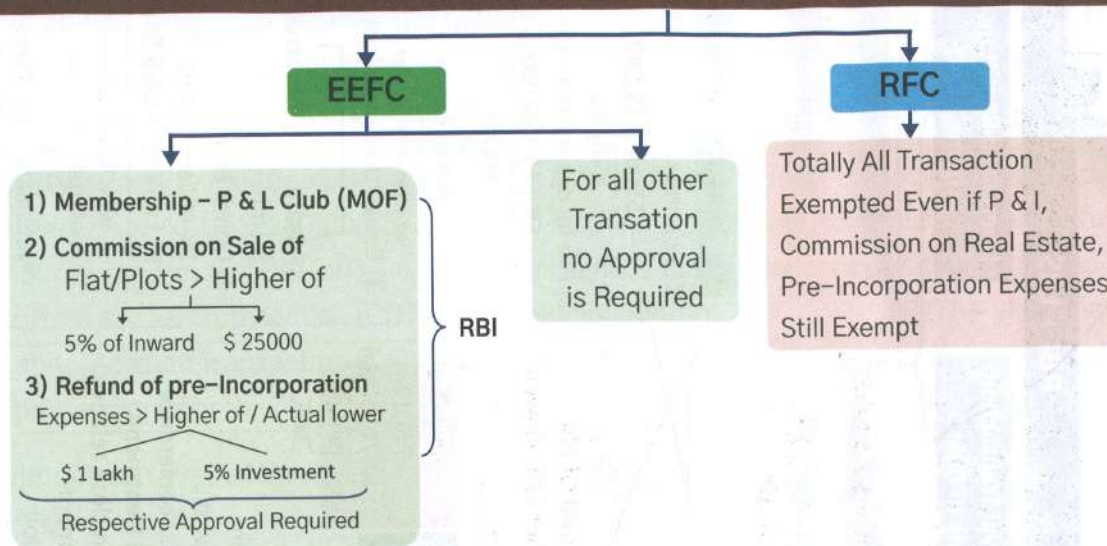 EEFC
1) Membership – P & L Club (MOF)
2) Commission on Sale of
Flat/Plots > Higher of
5% of Inward $ 25000
3) Refund of pre-Incorporation
Expenses > Higher of / Actual lower
$ 1 Lakh 5% Investment
Respective Approval Required
RBI
For all other
Transation
no Approval
is Required
RFC
Totally All Transaction
Exempted Even if P & I,
Commission on Real Estate,
Pre-Incorporation Expenses
Still Exempt